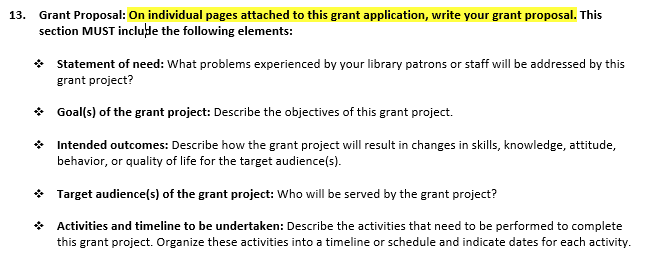 13. Grant Proposal: On individual pages attached to this grant application, write your grant proposal. This
section MUST include the following elements:
❖ Statement of need: What problems experienced by your library patrons or staff will be addressed by this
grant project?
❖ Goal(s) of the grant project: Describe the objectives of this grant project.
❖ Intended outcomes: Describe how the grant project will result in changes in skills, knowledge, attitude,
behavior, or quality of life for the target audience(s).
❖ Target audience(s) of the grant project: Who will be served by the grant project?
❖ Activities and timeline to be undertaken: Describe the activities that need to be performed to complete
this grant project. Organize these activities into a timeline or schedule and indicate dates for each activity.